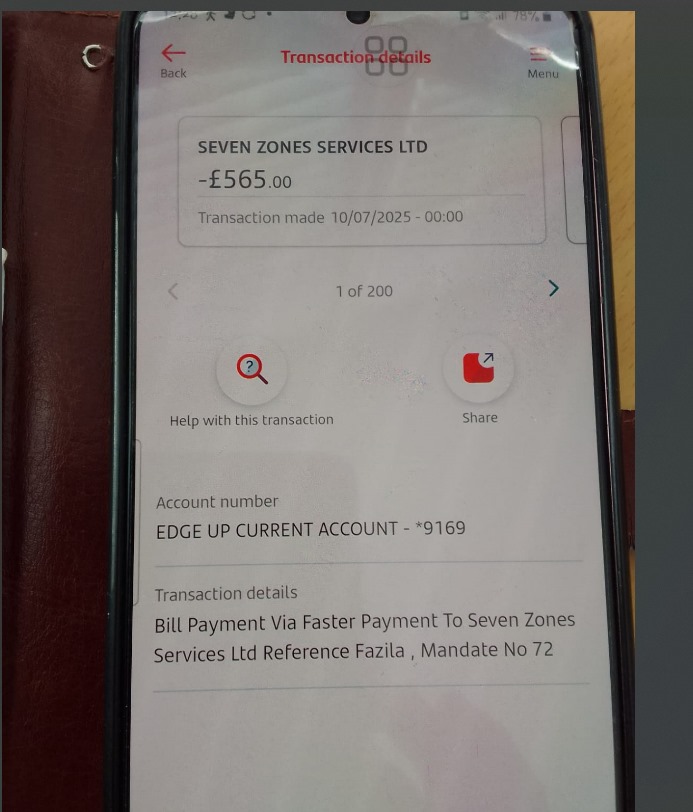 78%
Transaction details
Back
Menu
SEVEN ZONES SERVICES LTD
-£565.00
Transaction made 10/07/2025 - 00:00
1 of 200
Help with this transaction
Share
Account number
EDGE UP CURRENT ACCOUNT - *9169
Transaction details
Bill Payment Via Faster Payment To Seven Zones
Services Ltd Reference Fazila , Mandate No 72